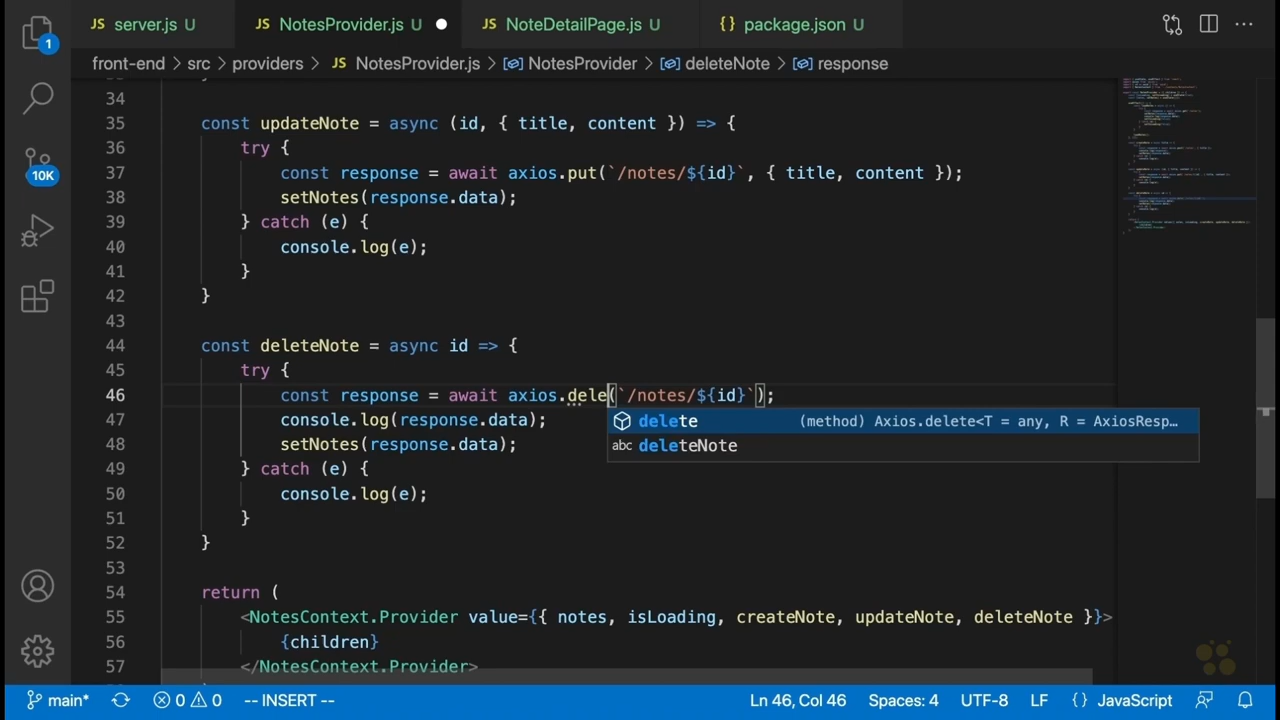 JS server.js U JS NotesProvider.js U JS NoteDetailPage.js U {} package.json U
1
front-end > src > providers > JS NotesProvider.js > NotesProvider > deleteNote > response
34
35 const updateNote = async (id, { title, content }) => {
36 try {
37 const response = await axios.put(`/notes/${id}`, { title, content });
38 setNotes(response.data);
39 } catch (e) {
40 console.log(e);
41 }
42 }
43
44 const deleteNote = async id => {
45 try {
46 const response = await axios.dele(`/notes/${id}`);
delete (method) Axios.delete<T = any, R = AxiosResp…
47 console.log(response.data);
abc deleteNote
48 setNotes(response.data);
49 } catch (e) {
50 console.log(e);
51 }
52 }
53
54 return (
55 <NotesContext.Provider value={{ notes, isLoading, createNote, updateNote, deleteNote }}>
56 {children}
57 </NotesContext.Provider>
10K
main* 0 0 -- INSERT -- Ln 46, Col 46 Spaces: 4 UTF-8 LF {} JavaScript